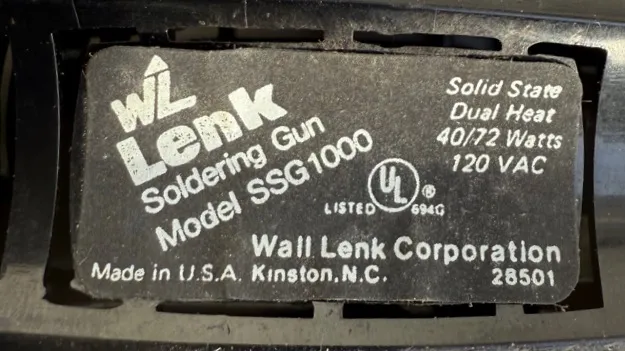 WL
Lenk
Soldering Gun
Model SSG1000
Solid State
Dual Heat
40/72 Watts
120 VAC
UL ®
LISTED 694G
Wall Lenk Corporation
Made in U.S.A. Kinston, N.C. 28501